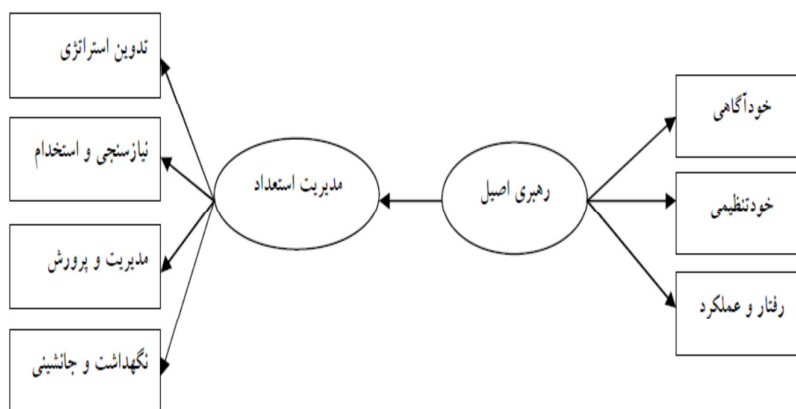 خودآگاهی
خودتنظیمی
رفتار و عملکرد
رهبری اصیل
مدیریت استعداد
تدوین استراتژی
نیازسنجی و استخدام
مدیریت و پرورش
نگهداشت و جانشینی